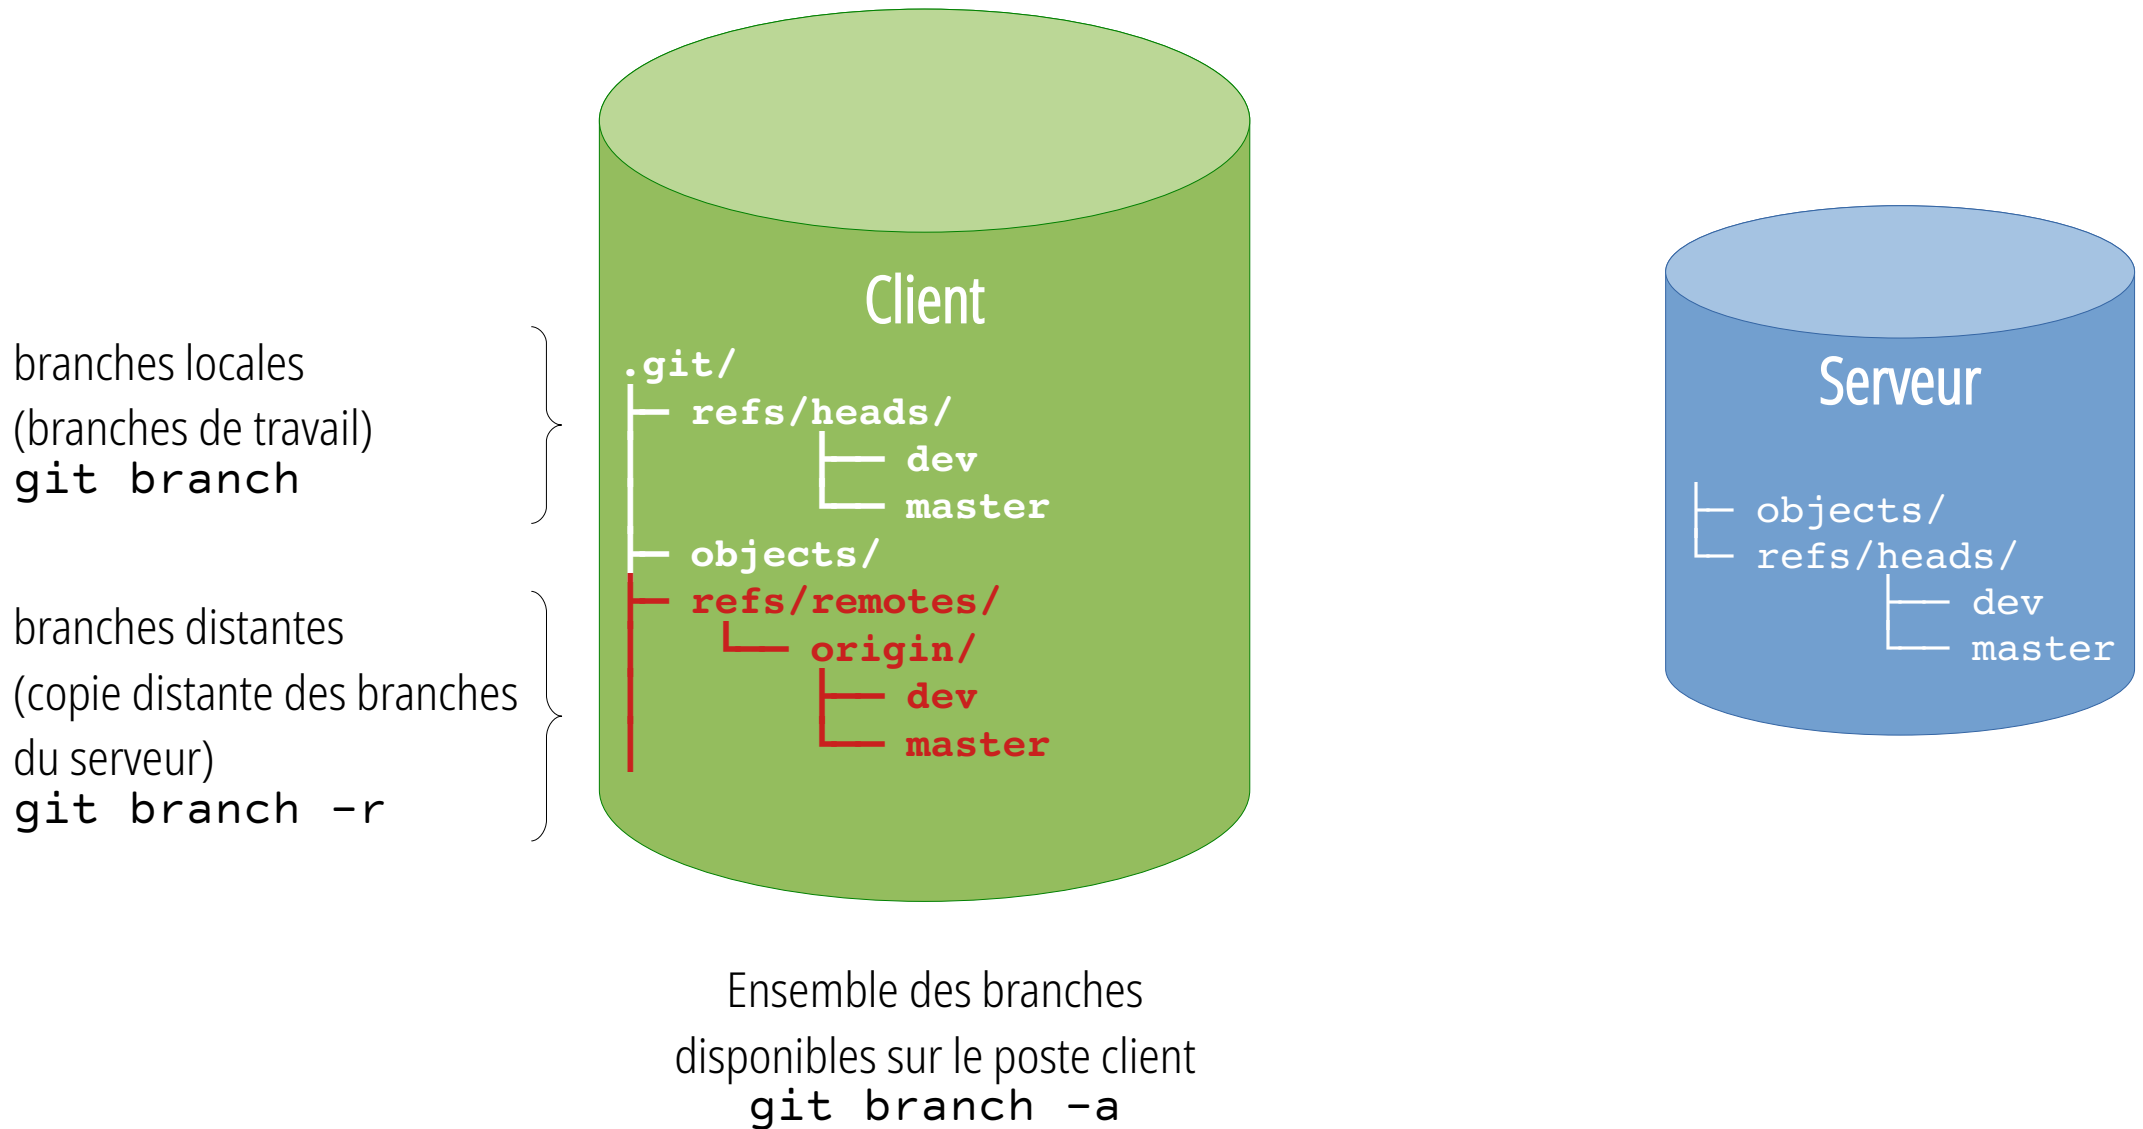 branches locales
(branches de travail)
git branch
branches distantes
(copie distante des branches
du serveur)
git branch -r
Client
.git/
refs/heads/
dev
master
objects/
refs/remotes/
origin/
dev
master
Serveur
objects/
refs/heads/
dev
master
Ensemble des branches
disponibles sur le poste client
git branch -a